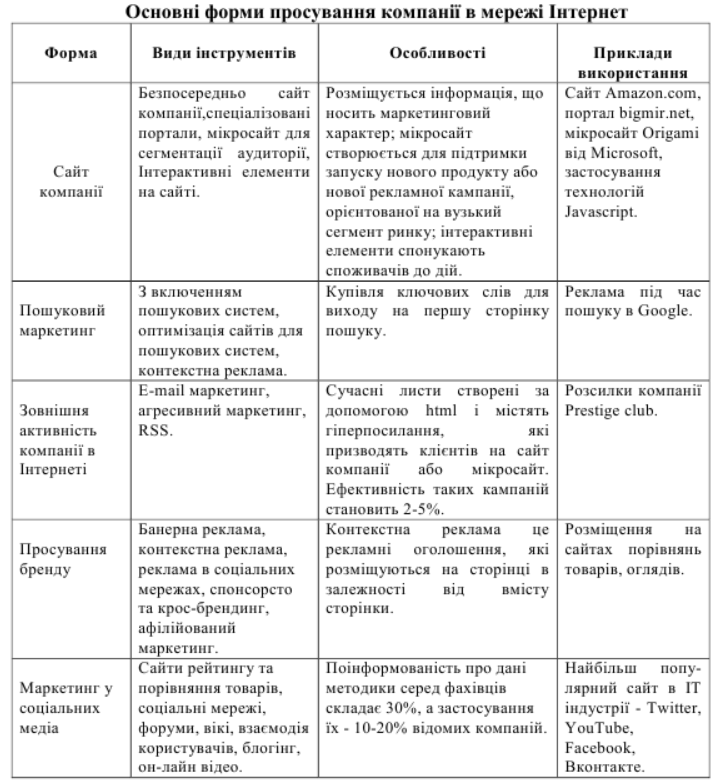 Основні форми просування компанії в мережі Інтернет
Форма
Види інструментів
Особливості
Приклади
використання
Сайт
компанії
Безпосередньо сайт
компанії,спеціалізовані
портали, мікросайт для
сегментації аудиторії,
Інтерактивні елементи
на сайті.
Розміщується інформація, що
носить маркетинговий
характер; мікросайт
створюється для підтримки
запуску нового продукту або
нової рекламної кампанії,
орієнтованої на вузький
сегмент ринку; інтерактивні
елементи спонукають
споживачів до дій.
Сайт Amazon.com,
портал bigmir.net,
мікросайт Origami
від Microsoft,
застосування
технологій
Javascript.
Пошуковий
маркетинг
З включенням
пошукових систем,
оптимізація сайтів для
пошукових систем,
контекстна реклама.
Купівля ключових слів для
виходу на першу сторінку
пошуку.
Реклама під час
пошуку в Google.
Зовнішня
активність
компанії в
Інтернеті
E-mail маркетинг,
агресивний маркетинг,
RSS.
Сучасні листи створені за
допомогою html і містять
гіперпосилання, які
призводять клієнтів на сайт
компанії або мікросайт.
Ефективність таких кампаній
становить 2-5%.
Розсилки компанії
Prestige club.
Просування
бренду
Банерна реклама,
контекстна реклама,
реклама в соціальних
мережах, спонсорсто
та крос-брендинг,
афілійований
маркетинг.
Контекстна реклама це
рекламні оголошення, які
розміщуються на сторінці в
залежності від вмісту
сторінки.
Розміщення на
сайтах порівнянь
товарів, оглядів.
Маркетинг у
соціальних
медіа
Сайти рейтингу та
порівняння товарів,
соціальні мережі,
форуми, вікі, взаємодія
користувачів, блогінг,
он-лайн відео.
Поінформованість про дані
методики серед фахівців
складає 30%, а застосування
їх - 10-20% відомих компаній.
Найбільш попу-
лярний сайт в IT
індустрії - Twitter,
YouTube,
Facebook,
Вконтакте.